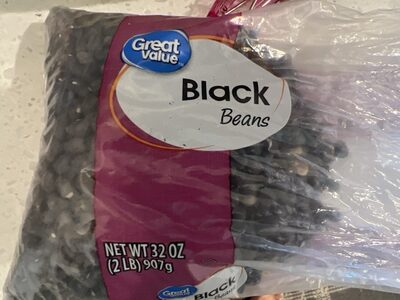 Great
Value
Black
Beans
NET WT 32 OZ
(2 LB) 907g
Great
Black